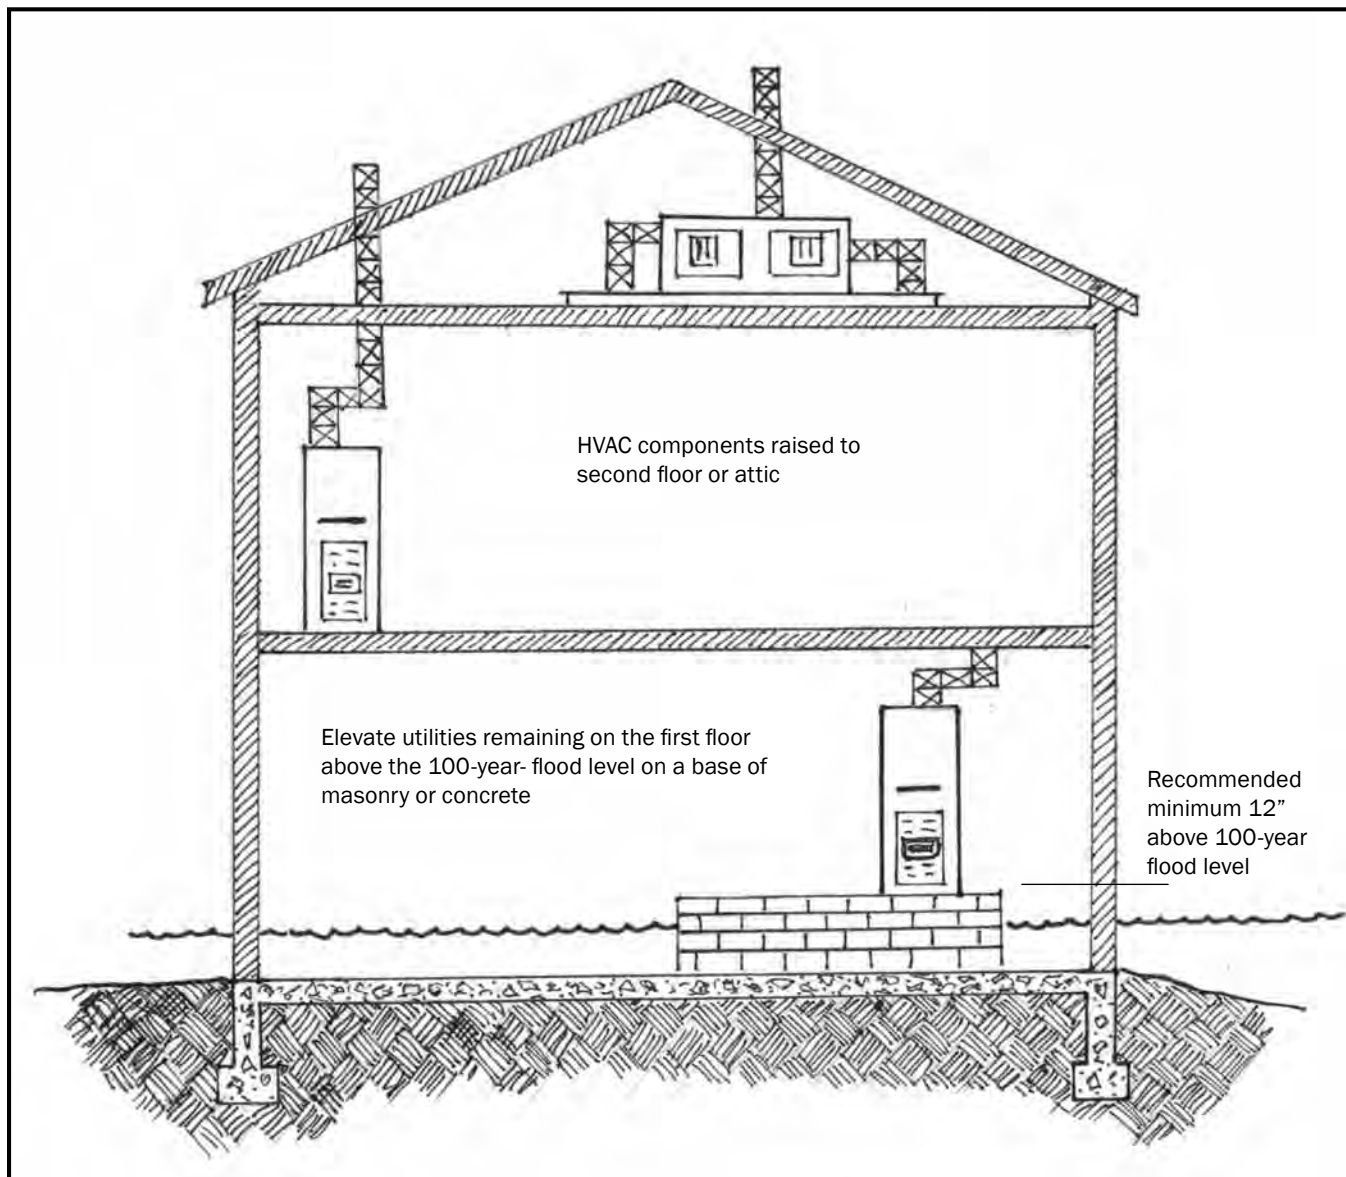 HVAC components raised to
second floor or attic
Elevate utilities remaining on the first floor
above the 100-year- flood level on a base of
masonry or concrete
Recommended
minimum 12”
above 100-year
flood level